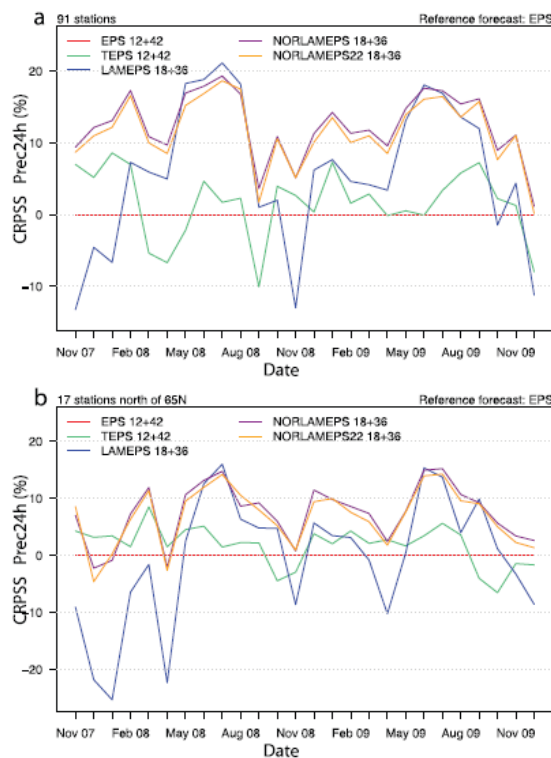 a 91 stations Reference forecast: EPS
EPS 12+42 NORLAMEPS 18+36
TEPS 12+42 NORLAMEPS22 18+36
LAMEPS 18+36
CRPSS Prec24h (%)
20
10
0
−10
Nov 07 Feb 08 May 08 Aug 08 Nov 08 Feb 09 May 09 Aug 09 Nov 09
Date
b 17 stations north of 65N Reference forecast: EPS
EPS 12+42 NORLAMEPS 18+36
TEPS 12+42 NORLAMEPS22 18+36
LAMEPS 18+36
CRPSS Prec24h (%)
20
10
0
−10
−20
Nov 07 Feb 08 May 08 Aug 08 Nov 08 Feb 09 May 09 Aug 09 Nov 09
Date